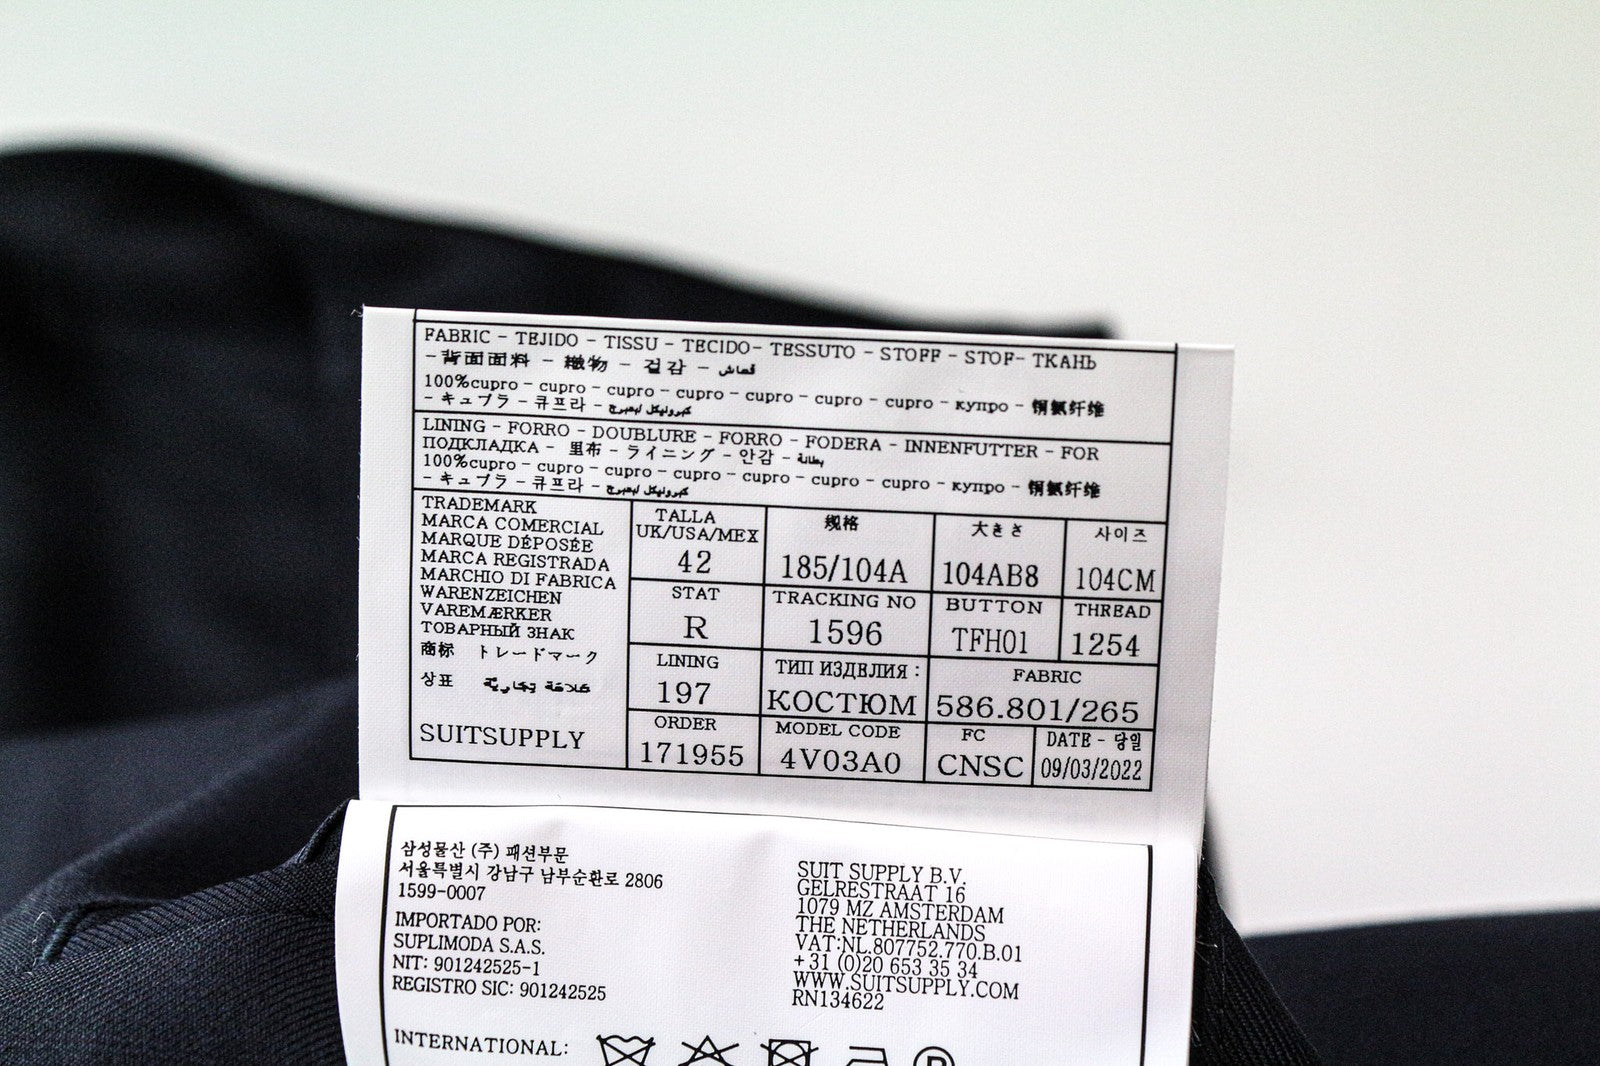 FABRIC - TEJIDO - TISSU - TECIDO- TESSUTO - STOFF - STOF- ТКАНЬ
-背面面料 - 織物 - 겉감 - قماش
100%cupro - cupro - cupro - cupro - cupro - cupro - cupro - купро - 铜氨纤维
- キュプラ - 큐프라 -
LINING - FORRO - DOUBLURE - FORRO - FODERA - INNENFUTTER - FOR
ПОДКЛАДКА - 里布 - ライニング - 안감 - بطانة
100%cupro - cupro - cupro - cupro - cupro - cupro - cupro - купро - 铜氨纤维
- キュプラ - 큐프라 -
TRADEMARK
MARCA COMERCIAL
MARQUE DÉPOSÉE
MARCA REGISTRADA
MARCHIO DI FABRICA
WARENZEICHEN
VAREMÆRKER
ТОВАРНЫЙ ЗНАК
商标 トレードマーク
상표 علامة تجارية
SUITSUPPLY
TALLA
UK/USA/MEX
42
规格
185/104A
大きさ
104AB8
사이즈
104CM
STAT
R
TRACKING NO
1596
BUTTON
TFH01
THREAD
1254
LINING
197
ТИП ИЗДЕЛИЯ :
КОСТЮМ
FABRIC
586.801/265
ORDER
171955
MODEL CODE
4V03A0
FC
CNSC
DATE - 당일
09/03/2022
삼성물산 (주) 패션부문
서울특별시 강남구 남부순환로 2806
1599-0007
IMPORTADO POR:
SUPLIMODA S.A.S.
NIT: 901242525-1
REGISTRO SIC: 901242525
SUIT SUPPLY B.V.
GELRESTRAAT 16
1079 MZ AMSTERDAM
THE NETHERLANDS
VAT:NL.807752.770.B.01
+31 (0)20 653 35 34
WWW.SUITSUPPLY.COM
RN134622
INTERNATIONAL:
P